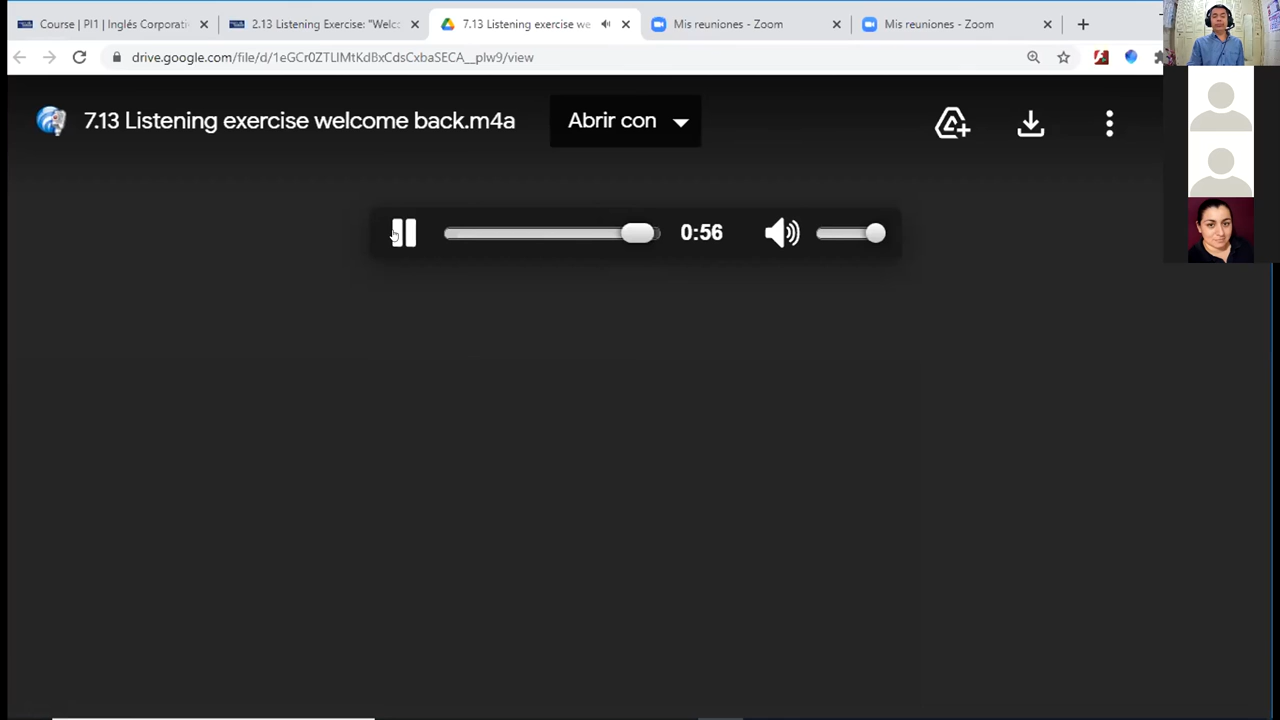 Course | PI1 | Inglés Corporati
2.13 Listening Exercise: "Welc
7.13 Listening exercise we
Mis reuniones - Zoom
Mis reuniones - Zoom
drive.google.com/file/d/1eGCr0ZTLIMtKdBxCdsCxbaSECA__plw9/view
7.13 Listening exercise welcome back.m4a
Abrir con
0:56